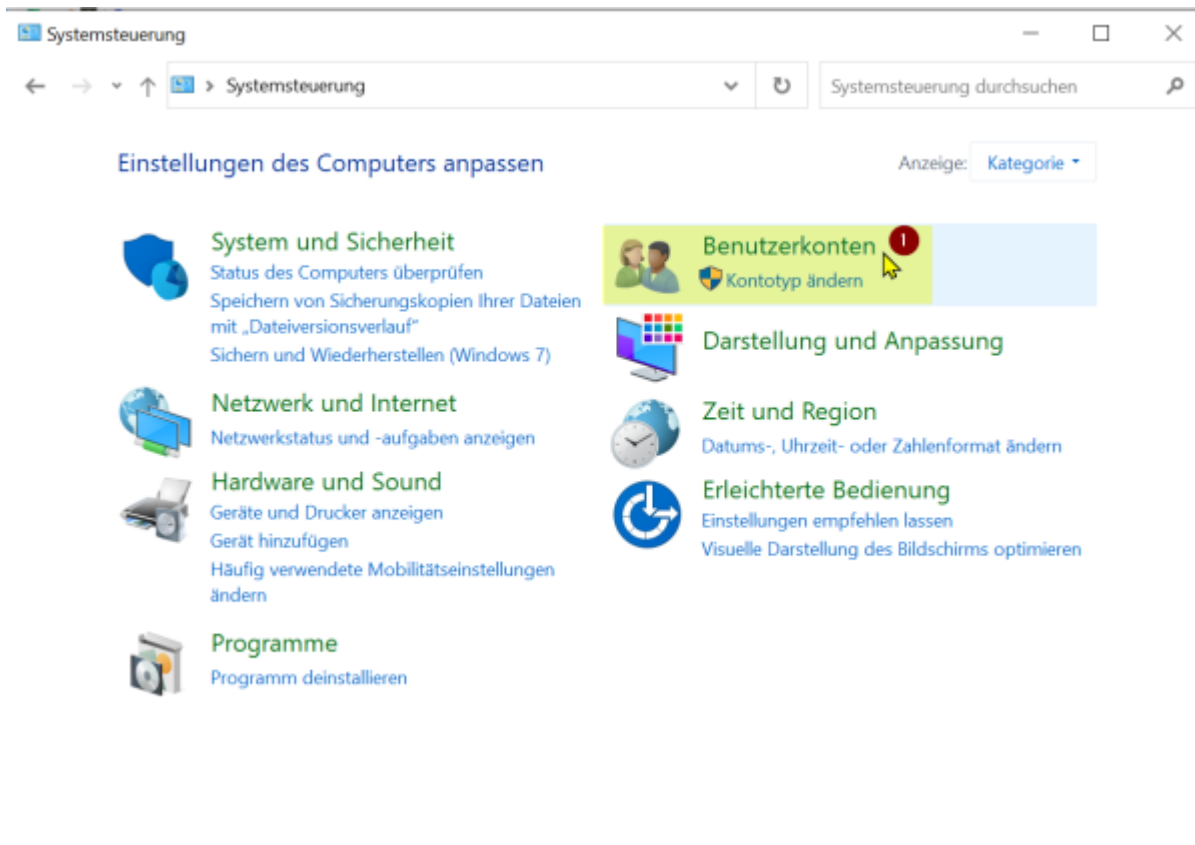 Systemsteuerung
Systemsteuerung
Systemsteuerung durchsuchen
Einstellungen des Computers anpassen
Anzeige: Kategorie
System und Sicherheit
Status des Computers überprüfen
Speichern von Sicherungskopien Ihrer Dateien
mit „Dateiversionsverlauf“
Sichern und Wiederherstellen (Windows 7)
Netzwerk und Internet
Netzwerkstatus und -aufgaben anzeigen
Hardware und Sound
Geräte und Drucker anzeigen
Gerät hinzufügen
Häufig verwendete Mobilitätseinstellungen
ändern
Programme
Programm deinstallieren
Benutzerkonten 1
Kontotyp ändern
Darstellung und Anpassung
Zeit und Region
Datums-, Uhrzeit- oder Zahlenformat ändern
Erleichterte Bedienung
Einstellungen empfehlen lassen
Visuelle Darstellung des Bildschirms optimieren